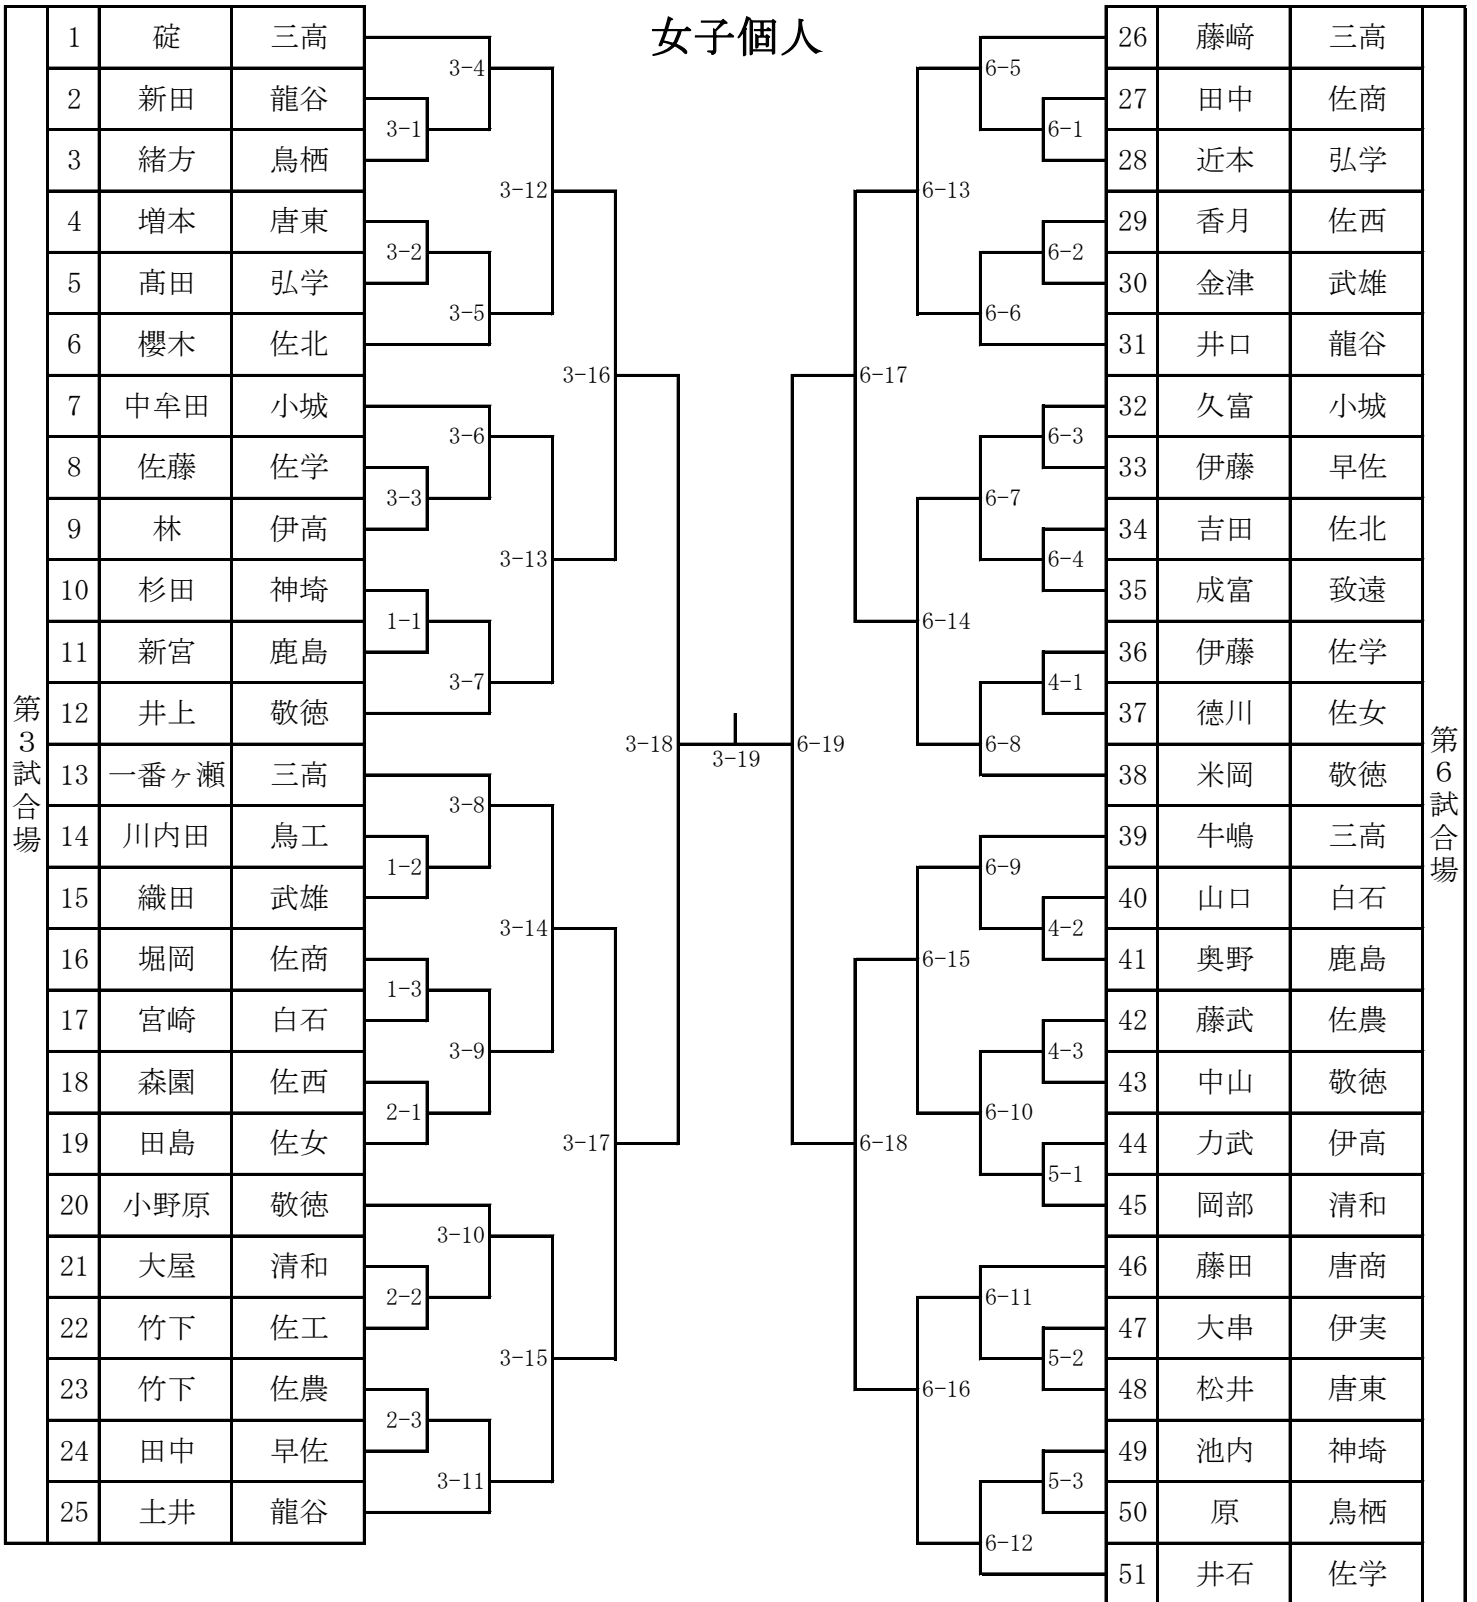 女子個人
第3試合場
1 碇 三高
2 新田 龍谷
3 緒方 鳥栖
4 増本 唐東
5 髙田 弘学
6 櫻木 佐北
7 中牟田 小城
8 佐藤 佐学
9 林 伊高
10 杉田 神埼
11 新宮 鹿島
12 井上 敬徳
13 一番ヶ瀬 三高
14 川内田 鳥工
15 織田 武雄
16 堀岡 佐商
17 宮崎 白石
18 森園 佐西
19 田島 佐女
20 小野原 敬徳
21 大屋 清和
22 竹下 佐工
23 竹下 佐農
24 田中 早佐
25 土井 龍谷
3-4
3-1
3-12
3-2
3-5
3-16
3-6
3-3
3-13
1-1
3-7
3-18
3-8
1-2
3-14
1-3
3-9
2-1
3-17
3-10
2-2
3-15
2-3
3-11
3-19
6-5
6-1
6-13
6-2
6-6
6-17
6-3
6-7
6-4
6-14
4-1
6-8
6-19
6-9
4-2
6-15
4-3
6-10
5-1
6-18
6-11
5-2
6-16
5-3
6-12
26 藤﨑 三高
27 田中 佐商
28 近本 弘学
29 香月 佐西
30 金津 武雄
31 井口 龍谷
32 久富 小城
33 伊藤 早佐
34 吉田 佐北
35 成富 致遠
36 伊藤 佐学
37 德川 佐女
38 米岡 敬徳
39 牛嶋 三高
40 山口 白石
41 奥野 鹿島
42 藤武 佐農
43 中山 敬徳
44 力武 伊高
45 岡部 清和
46 藤田 唐商
47 大串 伊実
48 松井 唐東
49 池内 神埼
50 原 鳥栖
51 井石 佐学
第6試合場